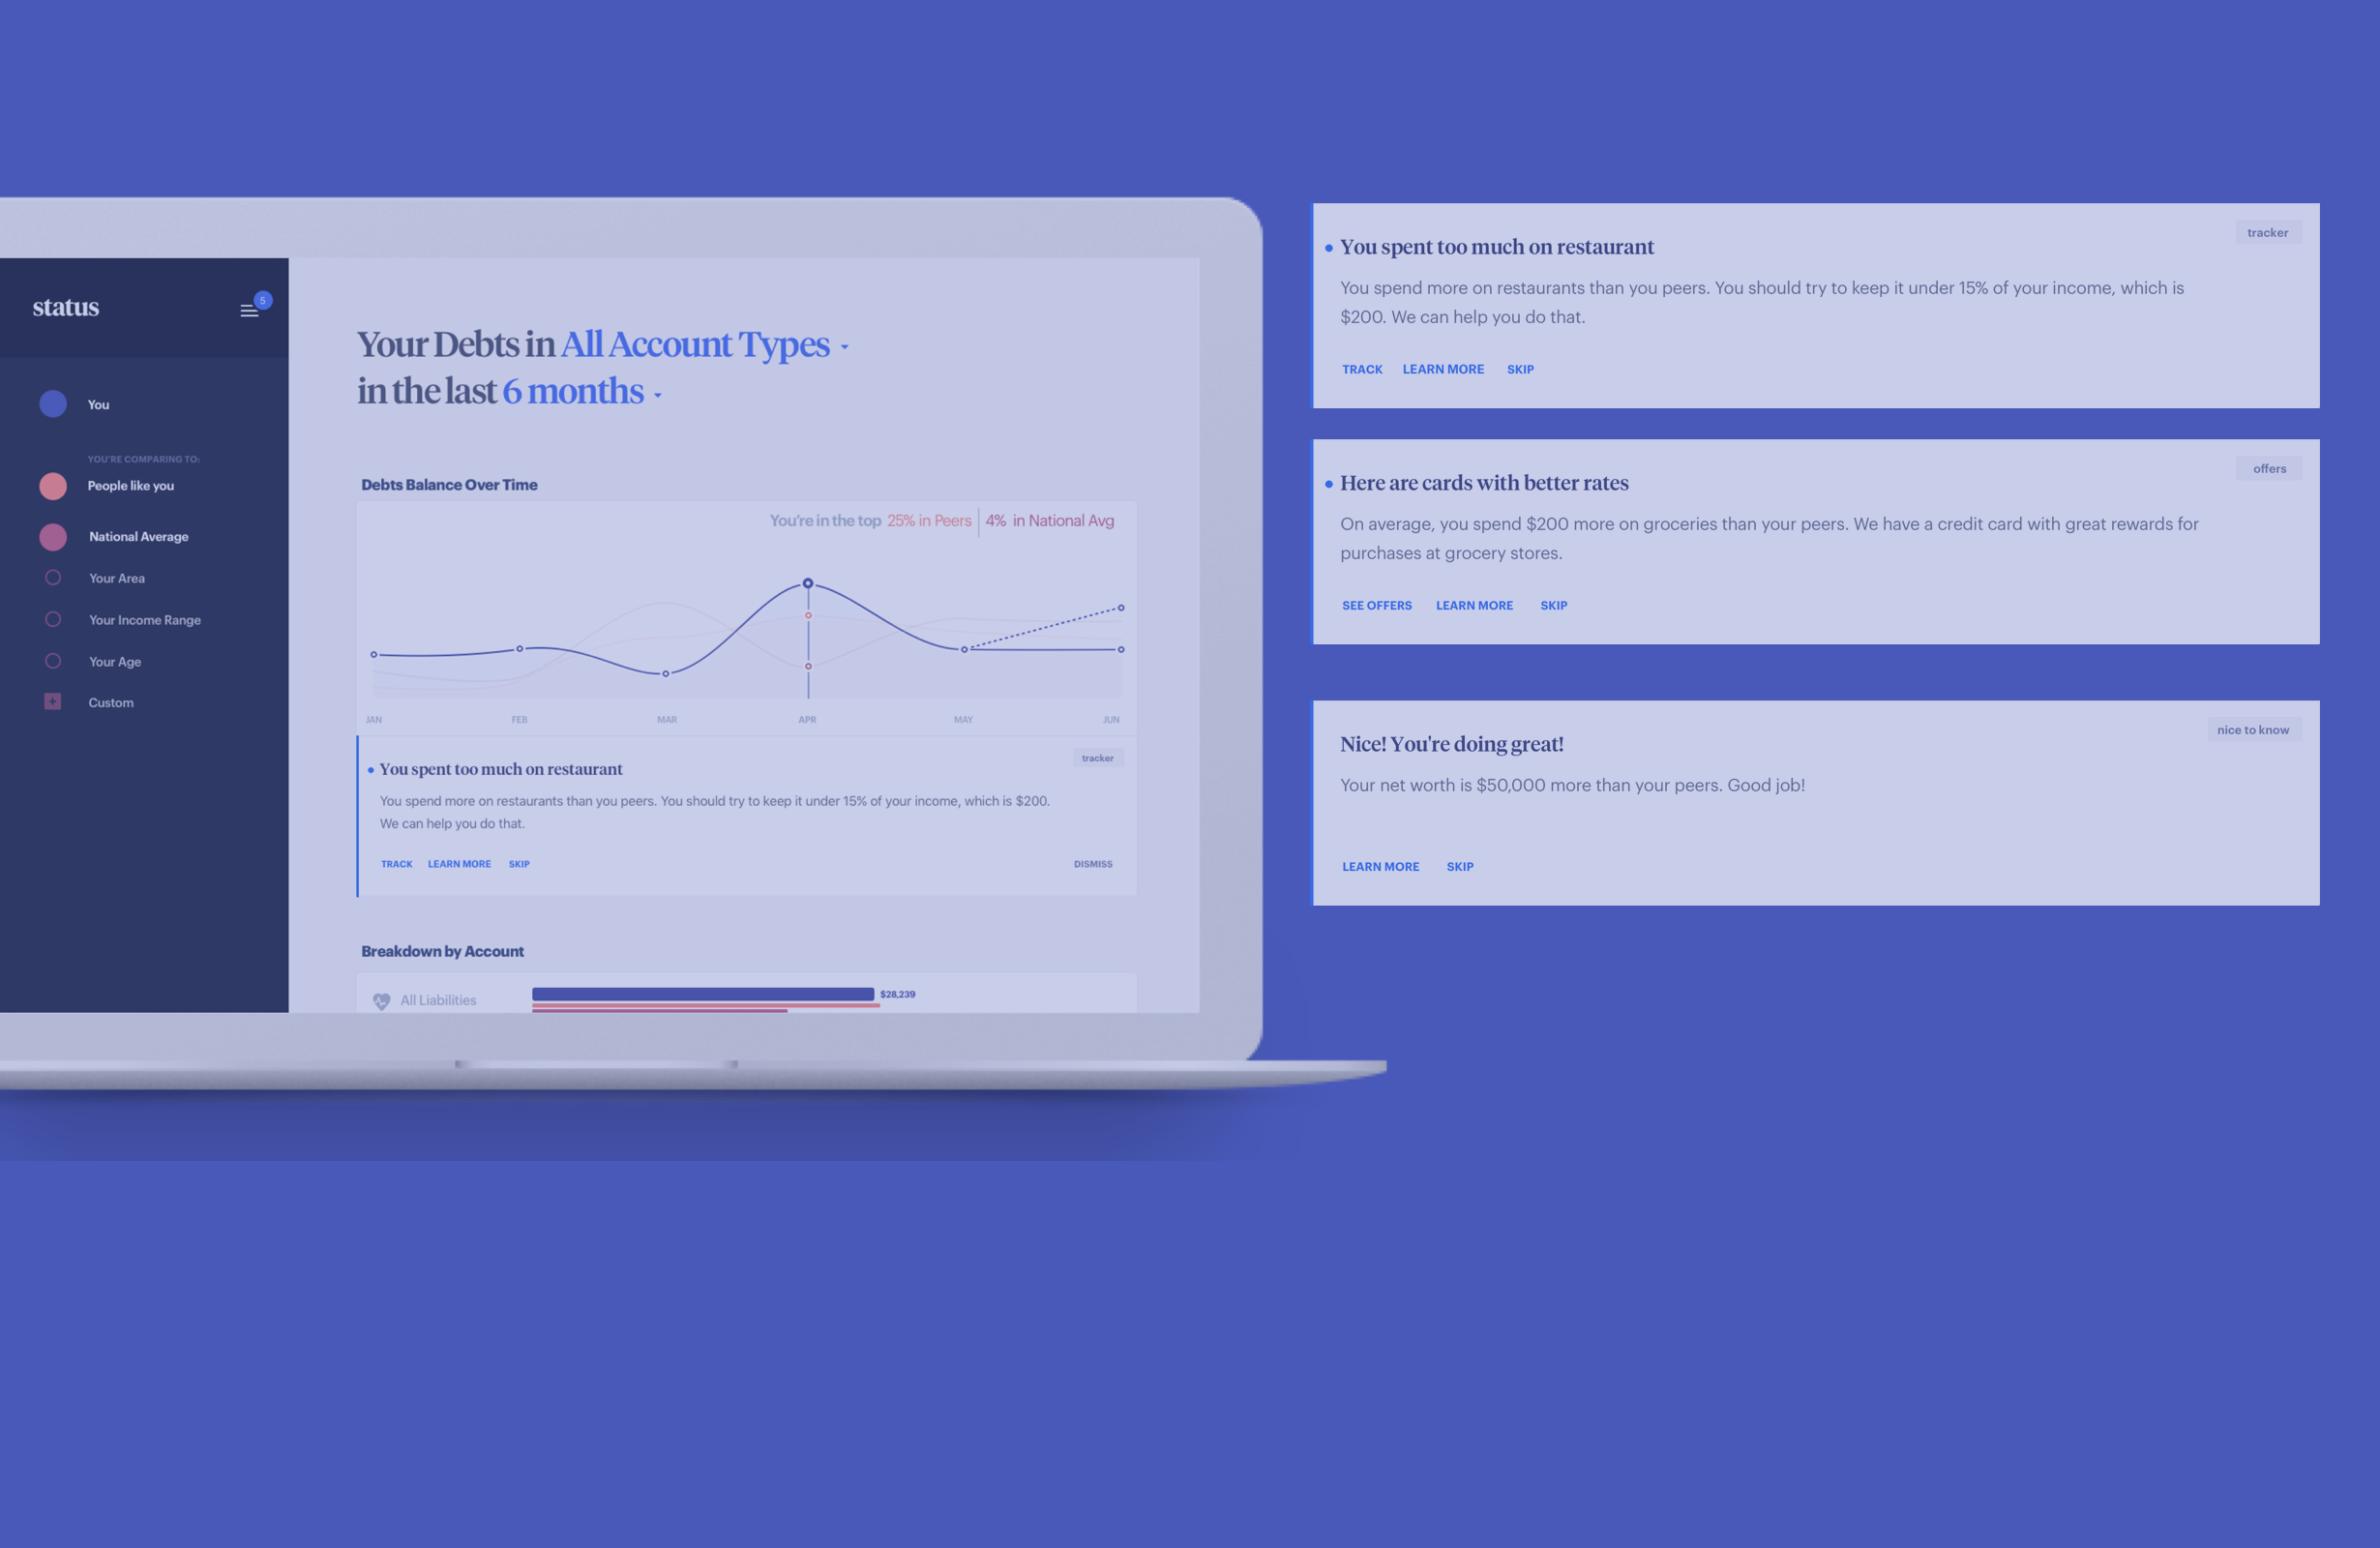 status
5
You
YOU'RE COMPARING TO:
People like you
National Average
Your Area
Your Income Range
Your Age
Custom
Your Debts in All Account Types
in the last 6 months
Debts Balance Over Time
You're in the top 25% in Peers 4% in National Avg
JAN FEB MAR APR MAY JUN
tracker
You spent too much on restaurant
You spend more on restaurants than you peers. You should try to keep it under 15% of your income, which is $200.
We can help you do that.
TRACK LEARN MORE SKIP DISMISS
Breakdown by Account
All Liabilities $28,239
tracker
You spent too much on restaurant
You spend more on restaurants than you peers. You should try to keep it under 15% of your income, which is
$200. We can help you do that.
TRACK LEARN MORE SKIP
offers
Here are cards with better rates
On average, you spend $200 more on groceries than your peers. We have a credit card with great rewards for
purchases at grocery stores.
SEE OFFERS LEARN MORE SKIP
nice to know
Nice! You're doing great!
Your net worth is $50,000 more than your peers. Good job!
LEARN MORE SKIP